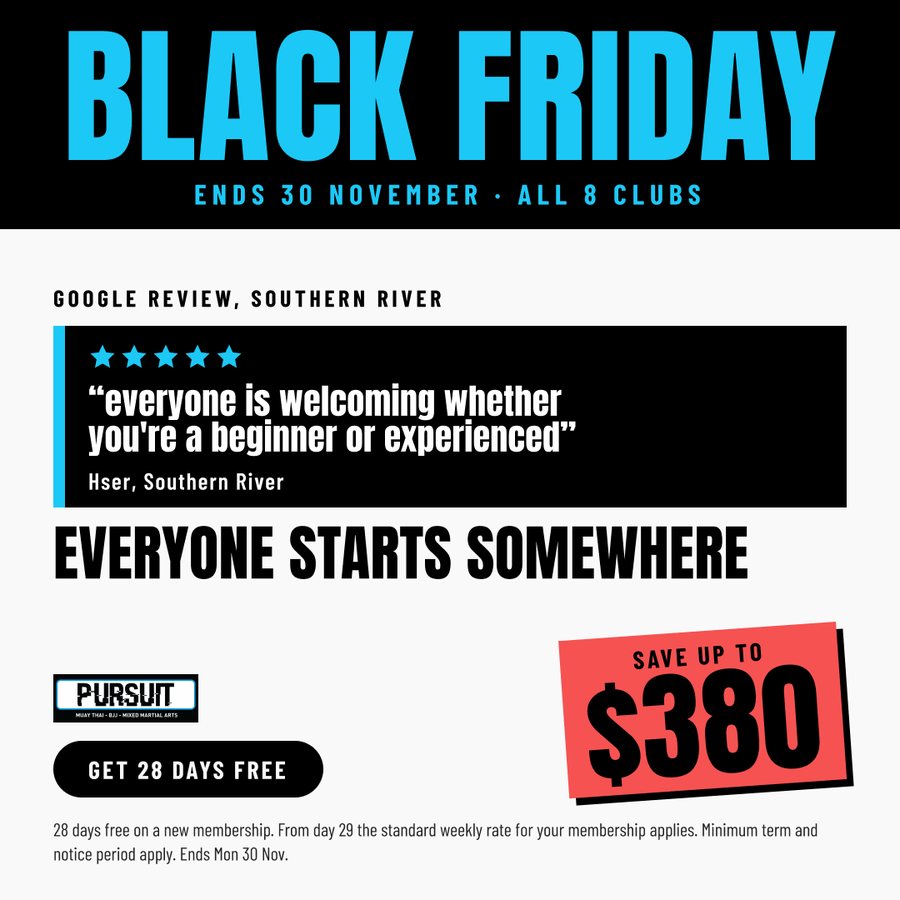 BLACK FRIDAY
ENDS 30 NOVEMBER · ALL 8 CLUBS
GOOGLE REVIEW, SOUTHERN RIVER
“everyone is welcoming whether
you're a beginner or experienced”
Hser, Southern River
EVERYONE STARTS SOMEWHERE
SAVE UP TO
$380
PURSUIT
MUAY THAI - BJJ - MIXED MARTIAL ARTS
GET 28 DAYS FREE
28 days free on a new membership. From day 29 the standard weekly rate for your membership applies. Minimum term and
notice period apply. Ends Mon 30 Nov.